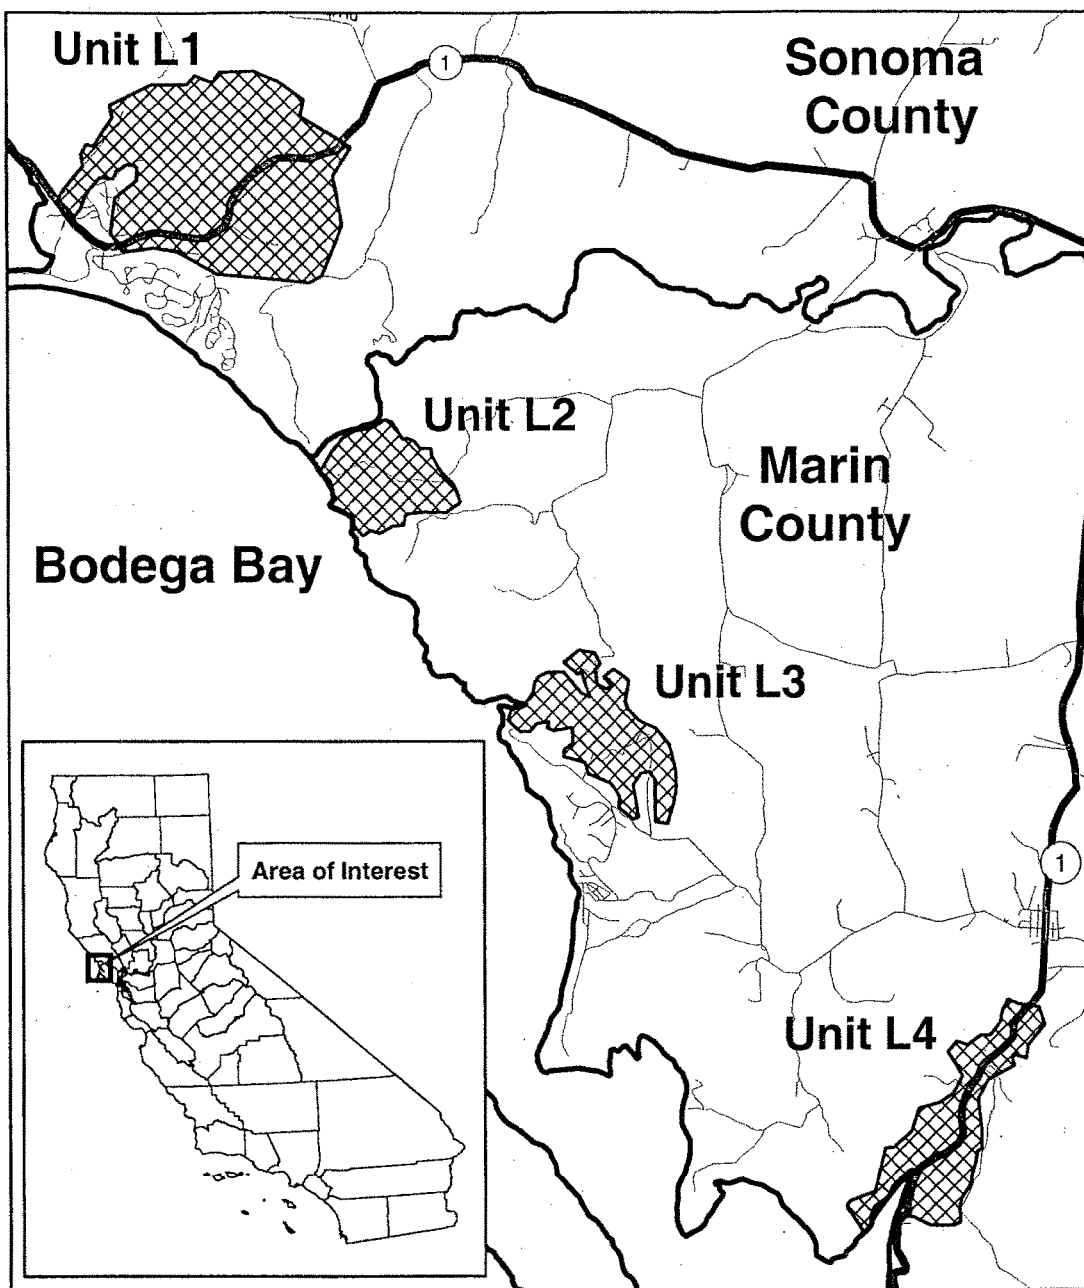 Unit L1
1
Sonoma
County
Unit L2
Marin
County
Bodega Bay
Unit L3
Area of Interest
1
Unit L4